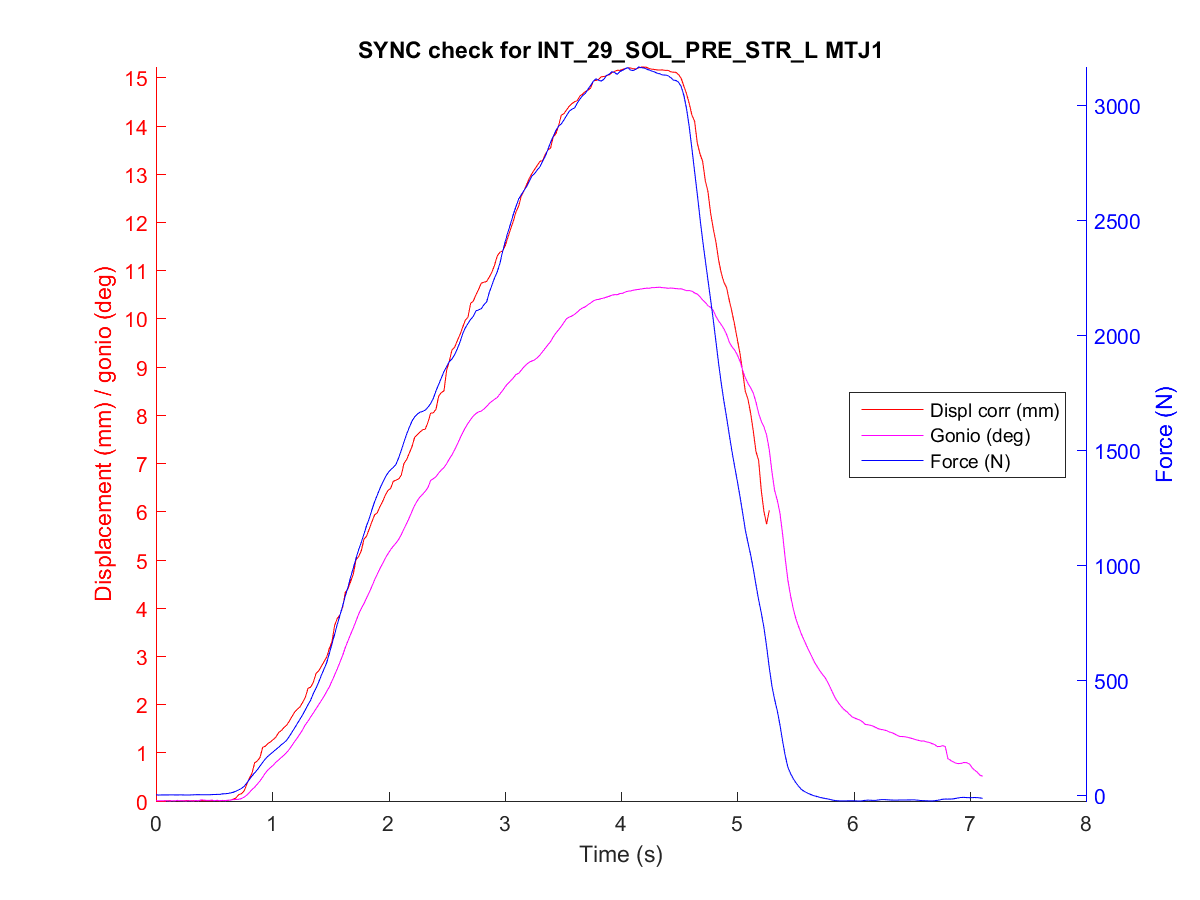 SYNC check for INT_29_SOL_PRE_STR_L MTJ1
15
14
13
12
11
10
9
8
7
6
5
4
3
2
1
0
Displacement (mm) / gonio (deg)
3000
2500
2000
1500
1000
500
0
Force (N)
Displ corr (mm)
Gonio (deg)
Force (N)
0 1 2 3 4 5 6 7 8
Time (s)